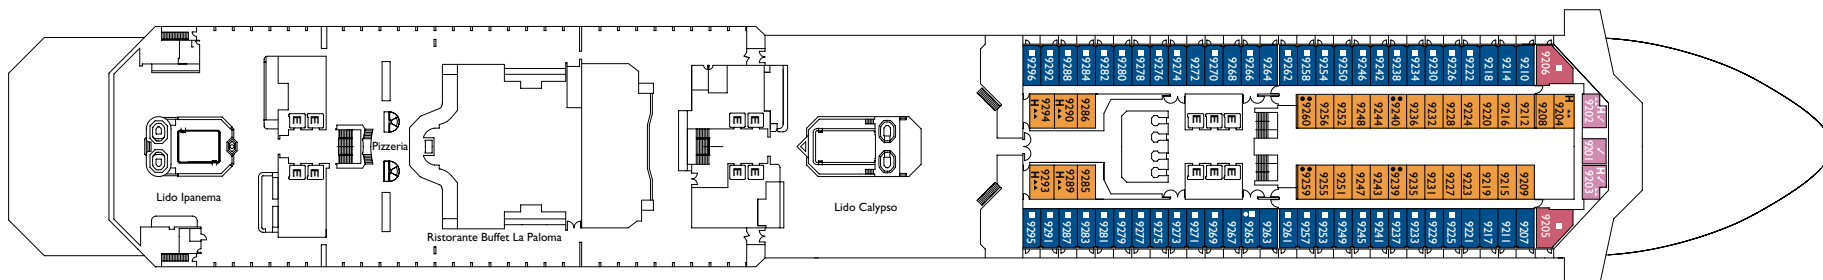 9296 9292 9288 9284 9282 9280 9278 9276 9274 9272 9270 9268 9266 9264 9262 9258 9254 9250 9246 9242 9238 9234 9230 9226 9222 9218 9214 9210 9206
H 9294 H 9290 9286 9260 9256 9252 9248 9244 9240 9236 9232 9228 9224 9220 9216 9212 9208 H 9204 H 9202
E E E E E E E
Pizzeria
9201
E E E E E E E
H 9293 H 9289 9285 9259 9255 9251 9247 9243 9239 9235 9231 9227 9223 9219 9215 9209 H 9203
Lido Ipanema
Lido Calypso
Ristorante Buffet La Paloma
9295 9291 9287 9283 9281 9279 9277 9275 9273 9271 9269 9267 9265 9263 9261 9257 9253 9249 9245 9241 9237 9233 9229 9225 9221 9217 9211 9207 9205